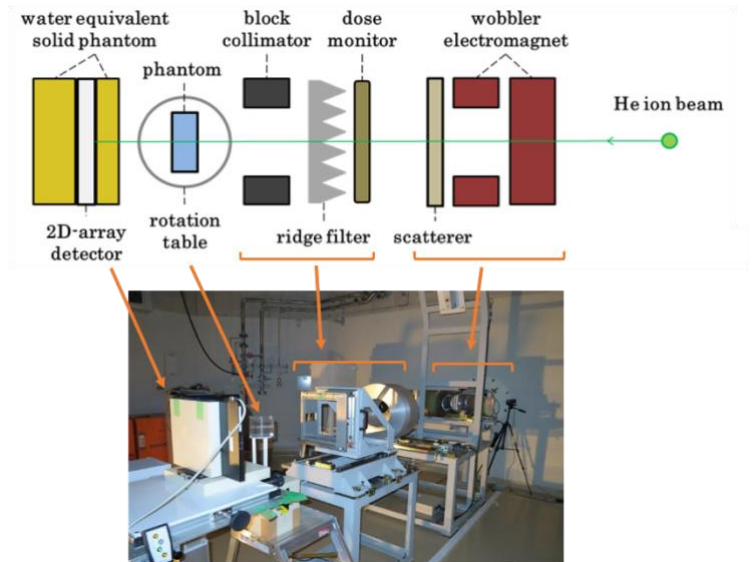 water equivalent
solid phantom
block
collimator
dose
monitor
wobbler
electromagnet
phantom
He ion beam
2D-array
detector
rotation
table
ridge filter
scatterer